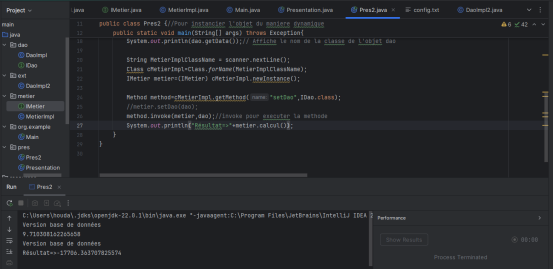 Project
java
IMetier.java
MetierImpl.java
Main.java
Presentation.java
Pres2.java
config.txt
DaoImpl2.java
main
java
dao
DaoImpl
IDao
ext
DaoImpl2
metier
IMetier
MetierImpl
org.example
Main
pres
Pres2
Presentation
public class Pres2 {//Pour instancier l'objet du maniere dynamique
public static void main(String[] args) throws Exception{
System.out.println(dao.getData());// affiche le nom de la classe de l'objet dao
String MetierImplClassName = scanner.nextLine();
Class cMetierImpl=Class.forName(MetierImplClassName);
IMetier metier=(IMetier) cMetierImpl.newInstance();
Method method=cMetierImpl.getMethod( name: "setDao",IDao.class);
//metier.setDao(dao);
method.invoke(metier,dao);//invoke pour executer la methode
System.out.println("Résultat=>"+metier.calcul());
}
}
6 42
Run
Pres2
C:\Users\houda\.jdks\openjdk-22.0.1\bin\java.exe "-javaagent:C:\Program Files\JetBrains\IntelliJ IDEA
Version base de données
9.710308162265658
Version base de données
Résultat=>-17706.363707825574
Performance
Show Results
Process Terminated